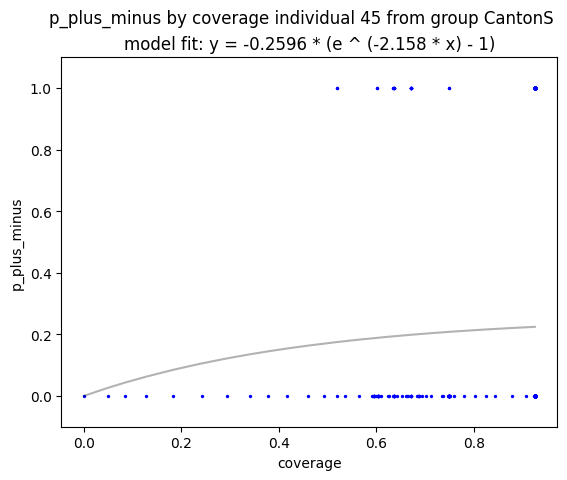 p_plus_minus by coverage individual 45 from group CantonS
model fit: y = -0.2596 * (e ^ (-2.158 * x) - 1)
1.0
0.8
0.6
0.4
0.2
0.0
p_plus_minus
0.0 0.2 0.4 0.6 0.8
coverage